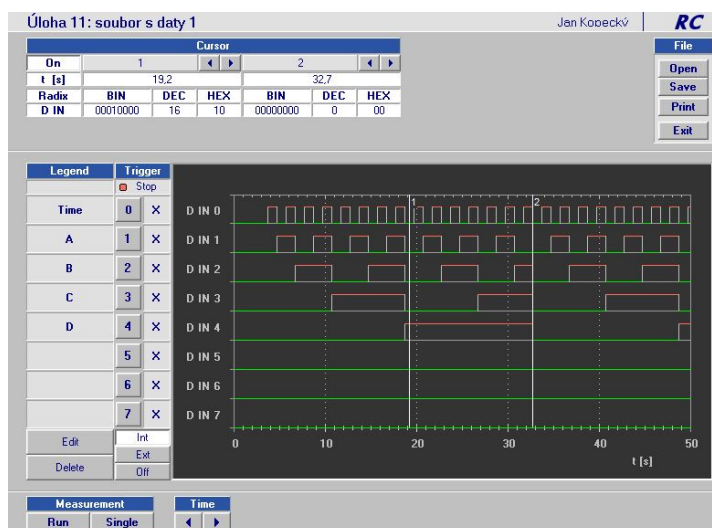 Úloha 11: soubor s daty 1 Jan Kopecký RC
Cursor File
On 1 2
t [s] 19,2 32,7 Open
Radix BIN DEC HEX BIN DEC HEX Save
D IN 00010000 16 10 00000000 0 00 Print
Exit
Legend Trigger
Stop
1 2
Time 0 X D IN 0
A 1 X D IN 1
B 2 X D IN 2
C 3 X D IN 3
D 4 X D IN 4
5 X D IN 5
6 X D IN 6
7 X D IN 7
Edit Int 0 10 20 30 40 50
Ext
t [s]
Delete Off
Measurement Time
Run Single